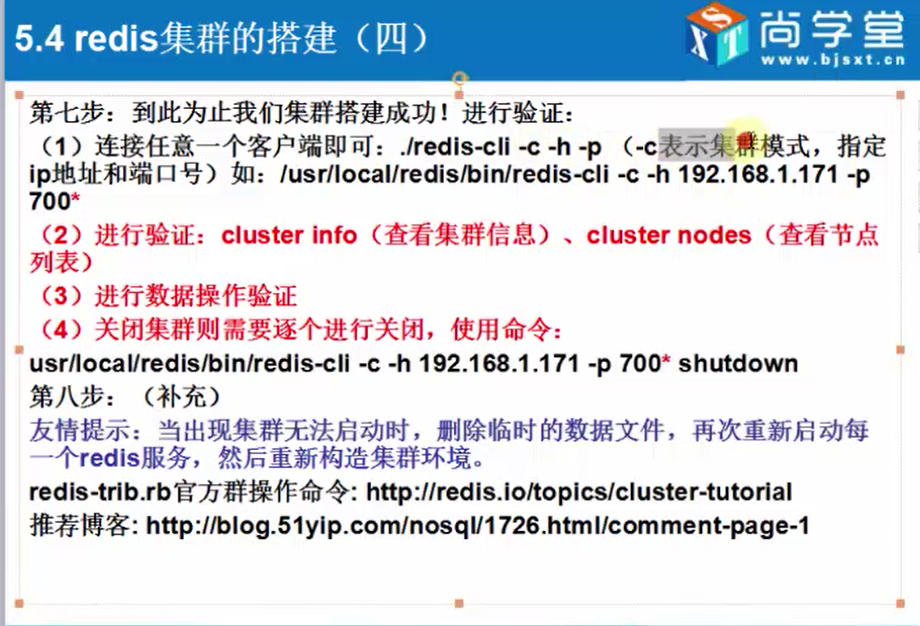 5.4 redis集群的搭建（四）
尚学堂
www.bjsxt.cn
SXT
第七步：到此为止我们集群搭建成功！进行验证：
（1）连接任意一个客户端即可：./redis-cli -c -h -p （-c表示集群模式，指定
ip地址和端口号）如：/usr/local/redis/bin/redis-cli -c -h 192.168.1.171 -p
700*
（2）进行验证：cluster info（查看集群信息）、cluster nodes（查看节点
列表）
（3）进行数据操作验证
（4）关闭集群则需要逐个进行关闭，使用命令：
usr/local/redis/bin/redis-cli -c -h 192.168.1.171 -p 700* shutdown
第八步：（补充）
友情提示：当出现集群无法启动时，删除临时的数据文件，再次重新启动每
一个redis服务，然后重新构造集群环境。
redis-trib.rb官方群操作命令: http://redis.io/topics/cluster-tutorial
推荐博客: http://blog.51yip.com/nosql/1726.html/comment-page-1